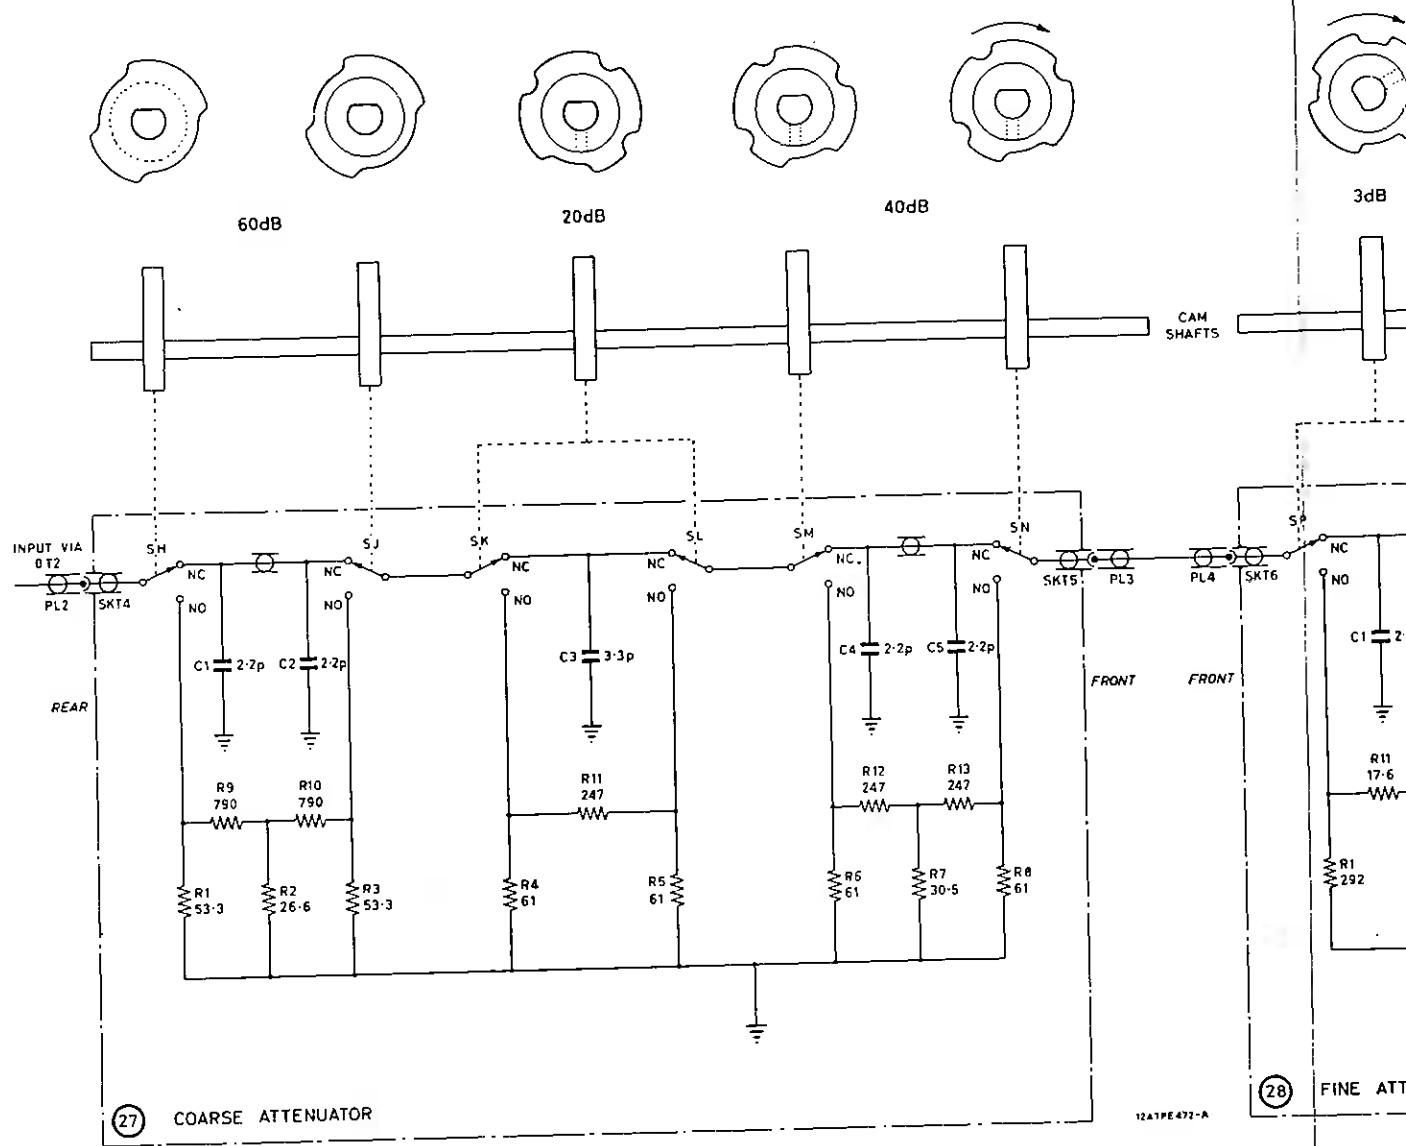 60dB
20dB
40dB
3dB
CAM
SHAFTS
INPUT VIA
OT2
PL2
SKT4
SH
NC
NO
SJ
NC
NO
SK
NC
NO
SL
NC
NO
SM
NC
NO
SN
NC
NO
SKT5
PL3
PL4
SKT6
SP
NC
NO
C1
2·2p
C2
2·2p
C3
3·3p
C4
2·2p
C5
2·2p
C1
2·
REAR
FRONT
FRONT
R9
790
R10
790
R11
247
R12
247
R13
247
R11
17·6
R1
53·3
R2
26·6
R3
53·3
R4
61
R5
61
R6
61
R7
30·5
R8
61
R1
292
27
COARSE ATTENUATOR
12A7PE472-A
28
FINE ATT